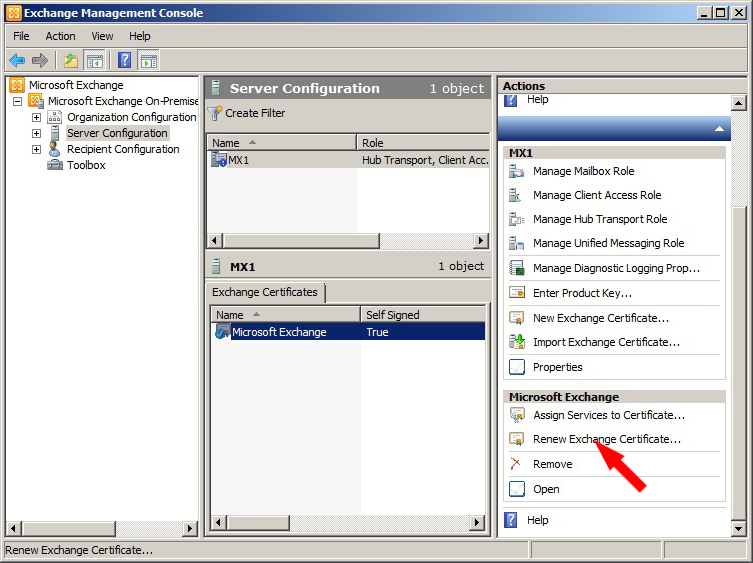 Exchange Management Console
File Action View Help
Microsoft Exchange
Microsoft Exchange On-Premise
Organization Configuration
Server Configuration
Recipient Configuration
Toolbox
Server Configuration 1 object
Create Filter
Name Role
MX1 Hub Transport, Client Acc.
MX1 1 object
Exchange Certificates
Name Self Signed
Microsoft Exchange True
Actions
Help
MX1
Manage Mailbox Role
Manage Client Access Role
Manage Hub Transport Role
Manage Unified Messaging Role
Manage Diagnostic Logging Prop...
Enter Product Key...
New Exchange Certificate...
Import Exchange Certificate...
Properties
Microsoft Exchange
Assign Services to Certificate...
Renew Exchange Certificate...
Remove
Open
Help
Renew Exchange Certificate...